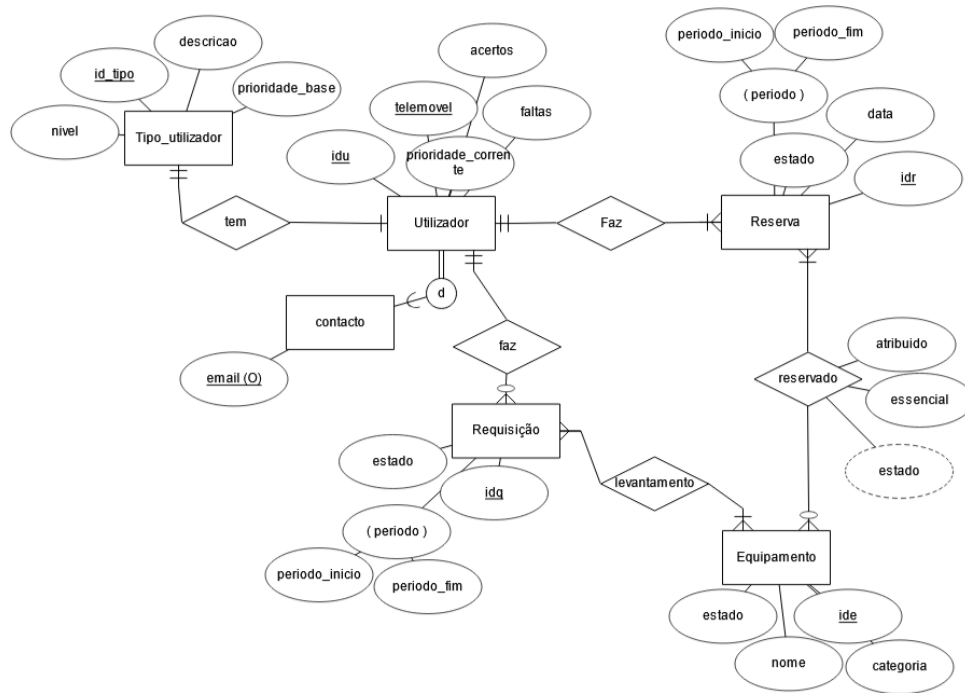 periodo_inicio
periodo_fim
descricao
acertos
id_tipo
prioridade_base
telemovel
faltas
( periodo )
data
nivel
Tipo_utilizador
idu
prioridade_corre
nte
estado
idr
tem
Utilizador
Faz
Reserva
d
contacto
faz
atribuido
email (O)
reservado
essencial
Requisição
estado
estado
idq
levantamento
( periodo )
Equipamento
periodo_inicio
periodo_fim
estado
ide
nome
categoria